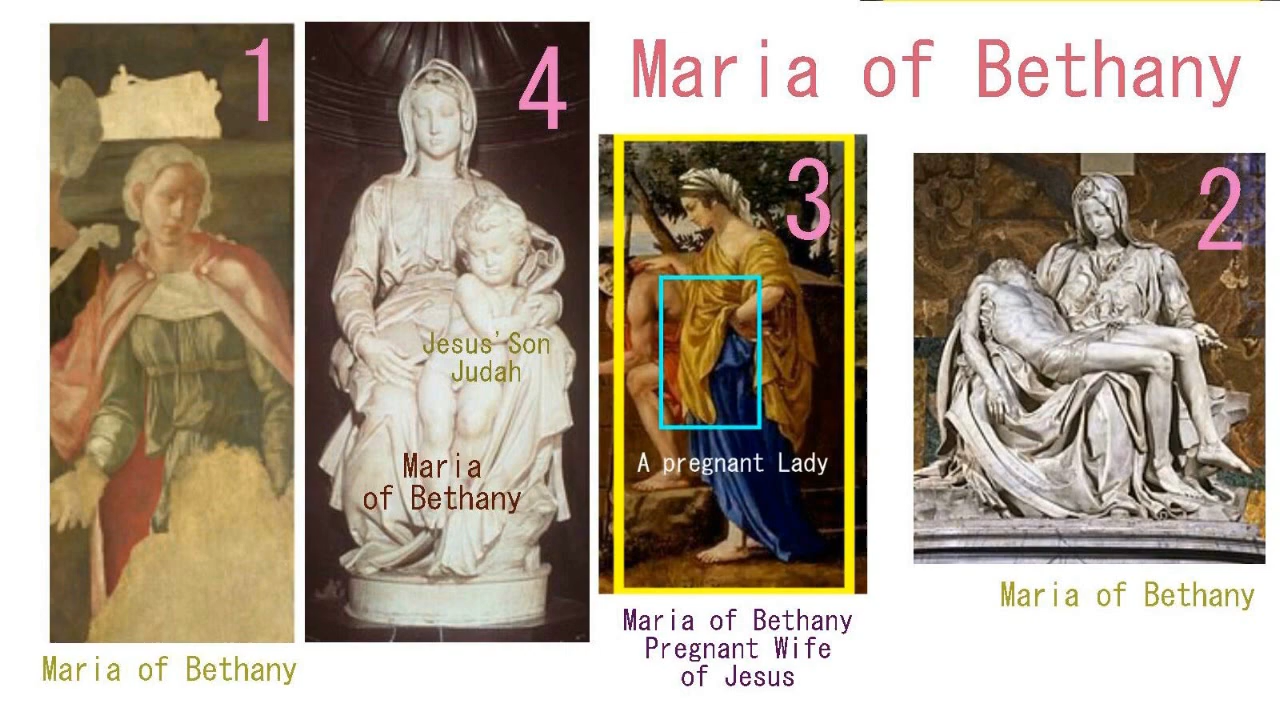 Maria of Bethany
1
Maria of Bethany
4
Jesus'Son
Judah
Maria
of Bethany
3
A pregnant Lady
Maria of Bethany
Pregnant Wife
of Jesus
2
Maria of Bethany